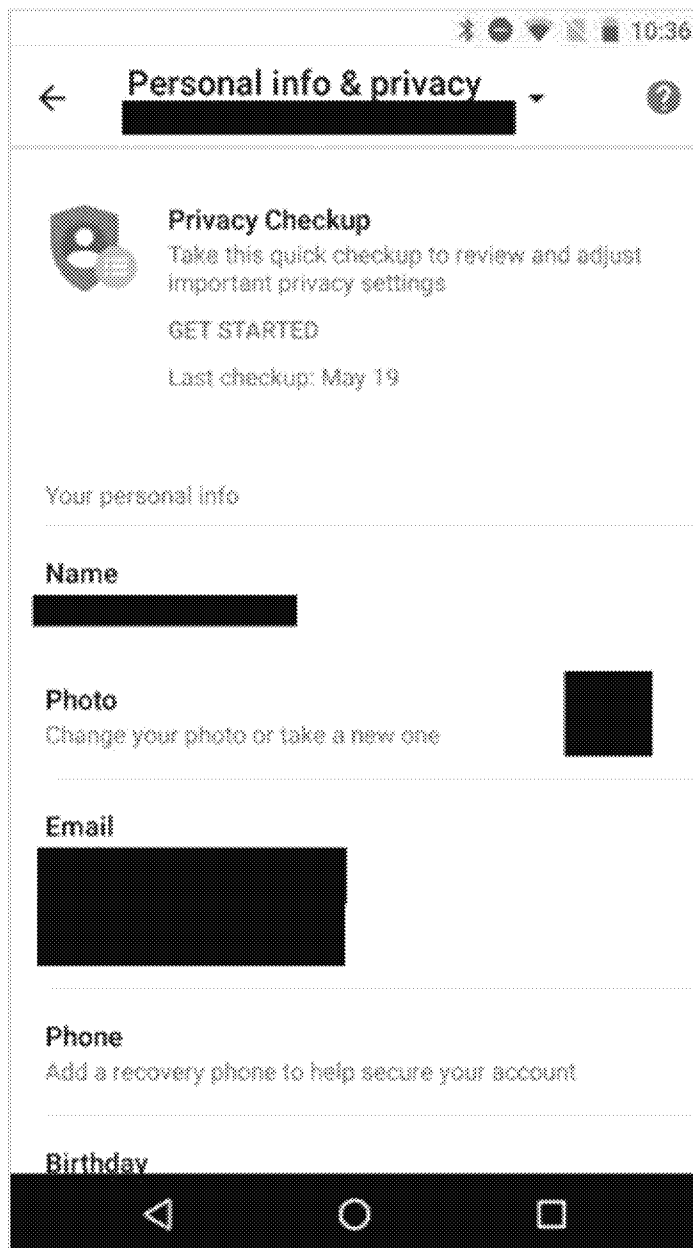 10:36
Personal info & privacy
Privacy Checkup
Take this quick checkup to review and adjust
important privacy settings
GET STARTED
Last checkup: May 19
Your personal info
Name
Photo
Change your photo or take a new one
Email
Phone
Add a recovery phone to help secure your account
Birthday